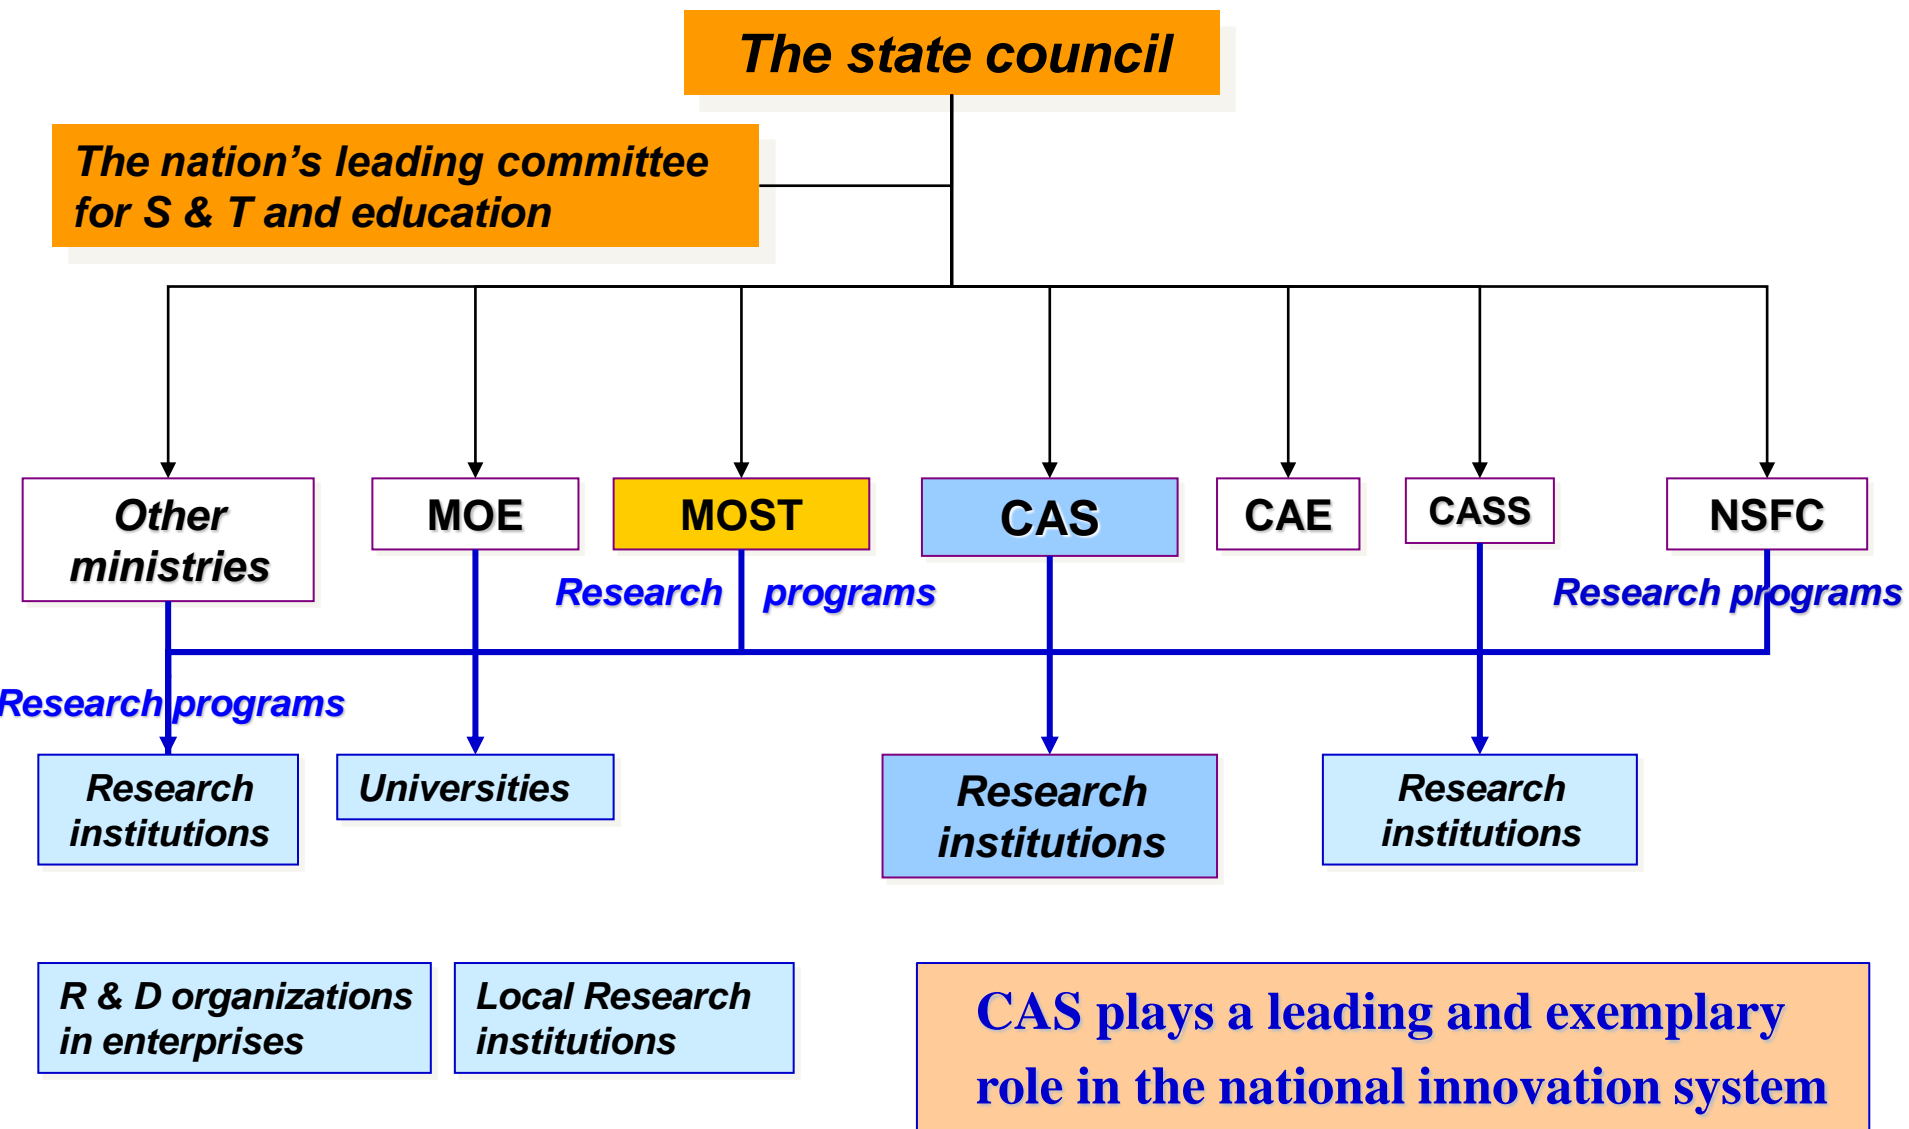 The state council
The nation’s leading committee
for S & T and education
Other
ministries
MOE
MOST
CAS
CAE
CASS
NSFC
Research programs
Research programs
Research programs
Research
institutions
Universities
Research
institutions
Research
institutions
R & D organizations
in enterprises
Local Research
institutions
CAS plays a leading and exemplary
role in the national innovation system